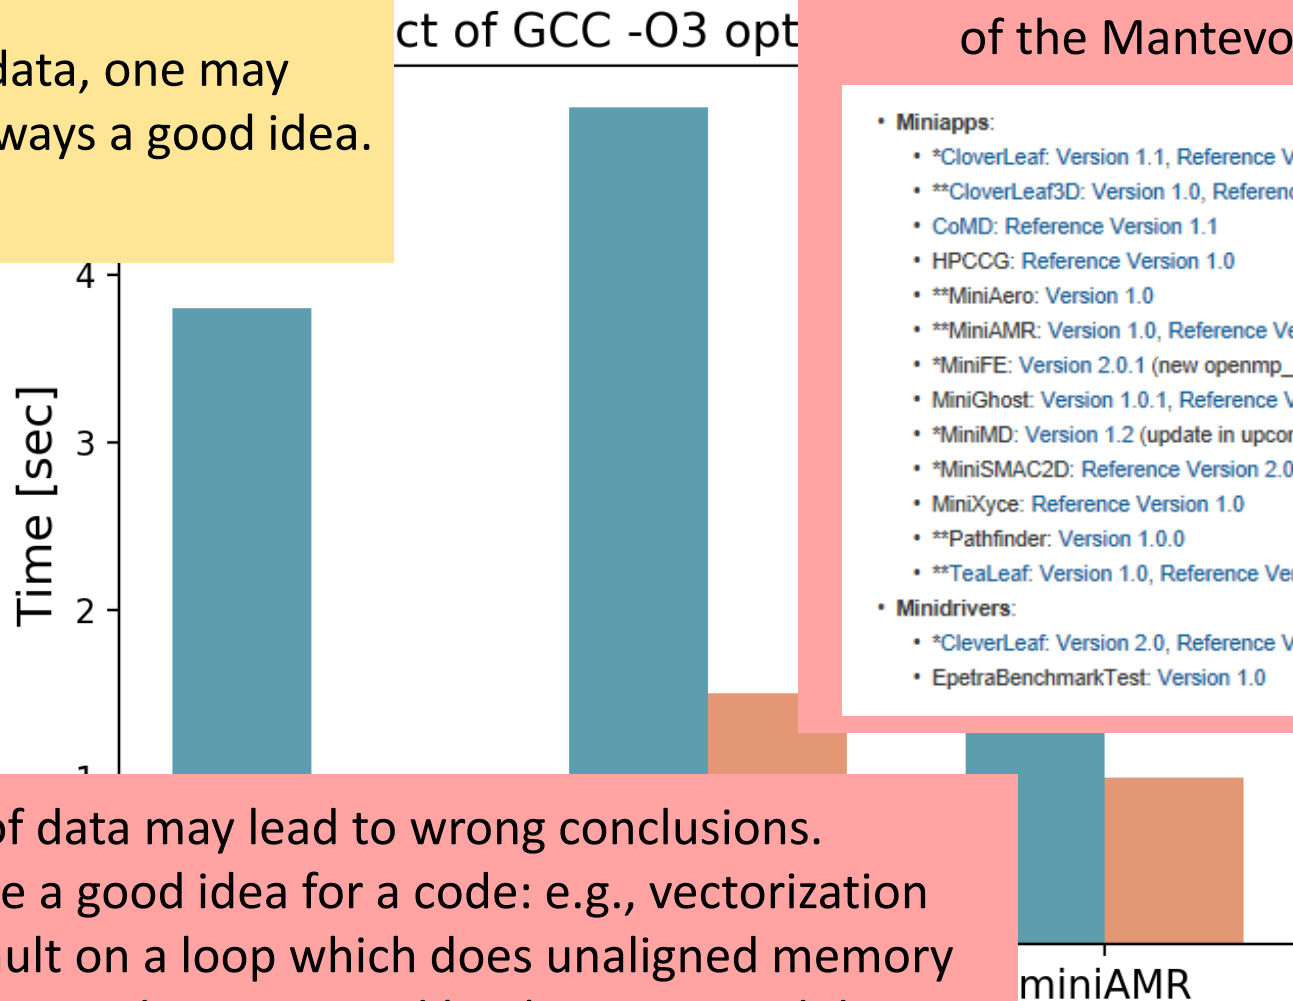 data, one may
ways a good idea.
ct of GCC -O3 opt
of the Mantevo
• Miniapps:
• *CloverLeaf: Version 1.1, Reference V
• **CloverLeaf3D: Version 1.0, Referenc
• CoMD: Reference Version 1.1
• HPCCG: Reference Version 1.0
• **MiniAero: Version 1.0
• **MiniAMR: Version 1.0, Reference Ve
• *MiniFE: Version 2.0.1 (new openmp_
• MiniGhost: Version 1.0.1, Reference V
• *MiniMD: Version 1.2 (update in upcor
• *MiniSMAC2D: Reference Version 2.0
• MiniXyce: Reference Version 1.0
• **Pathfinder: Version 1.0.0
• **TeaLeaf: Version 1.0, Reference Ver
• Minidrivers:
• *CleverLeaf: Version 2.0, Reference V
• EpetraBenchmarkTest: Version 1.0
4
3
2
1
Time [sec]
of data may lead to wrong conclusions.
e a good idea for a code: e.g., vectorization
ult on a loop which does unaligned memory
miniAMR